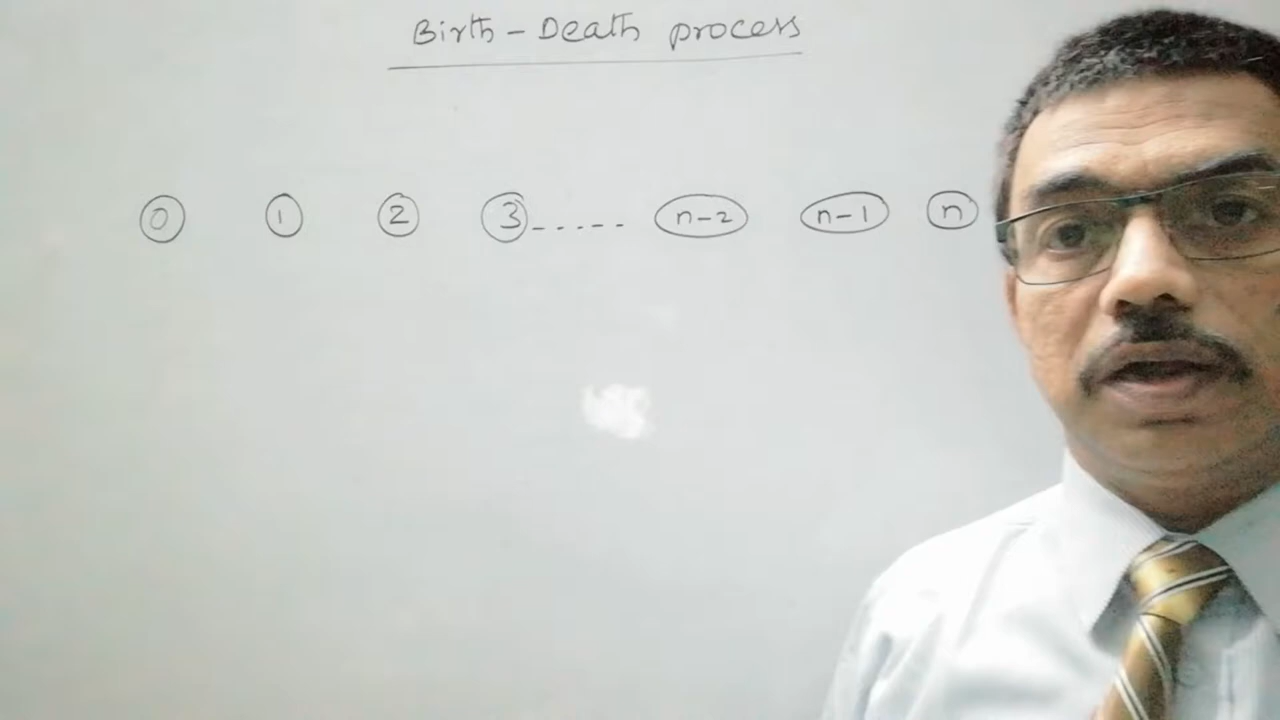 Birth - Death process
0 1 2 3 ----- n-2 n-1 n